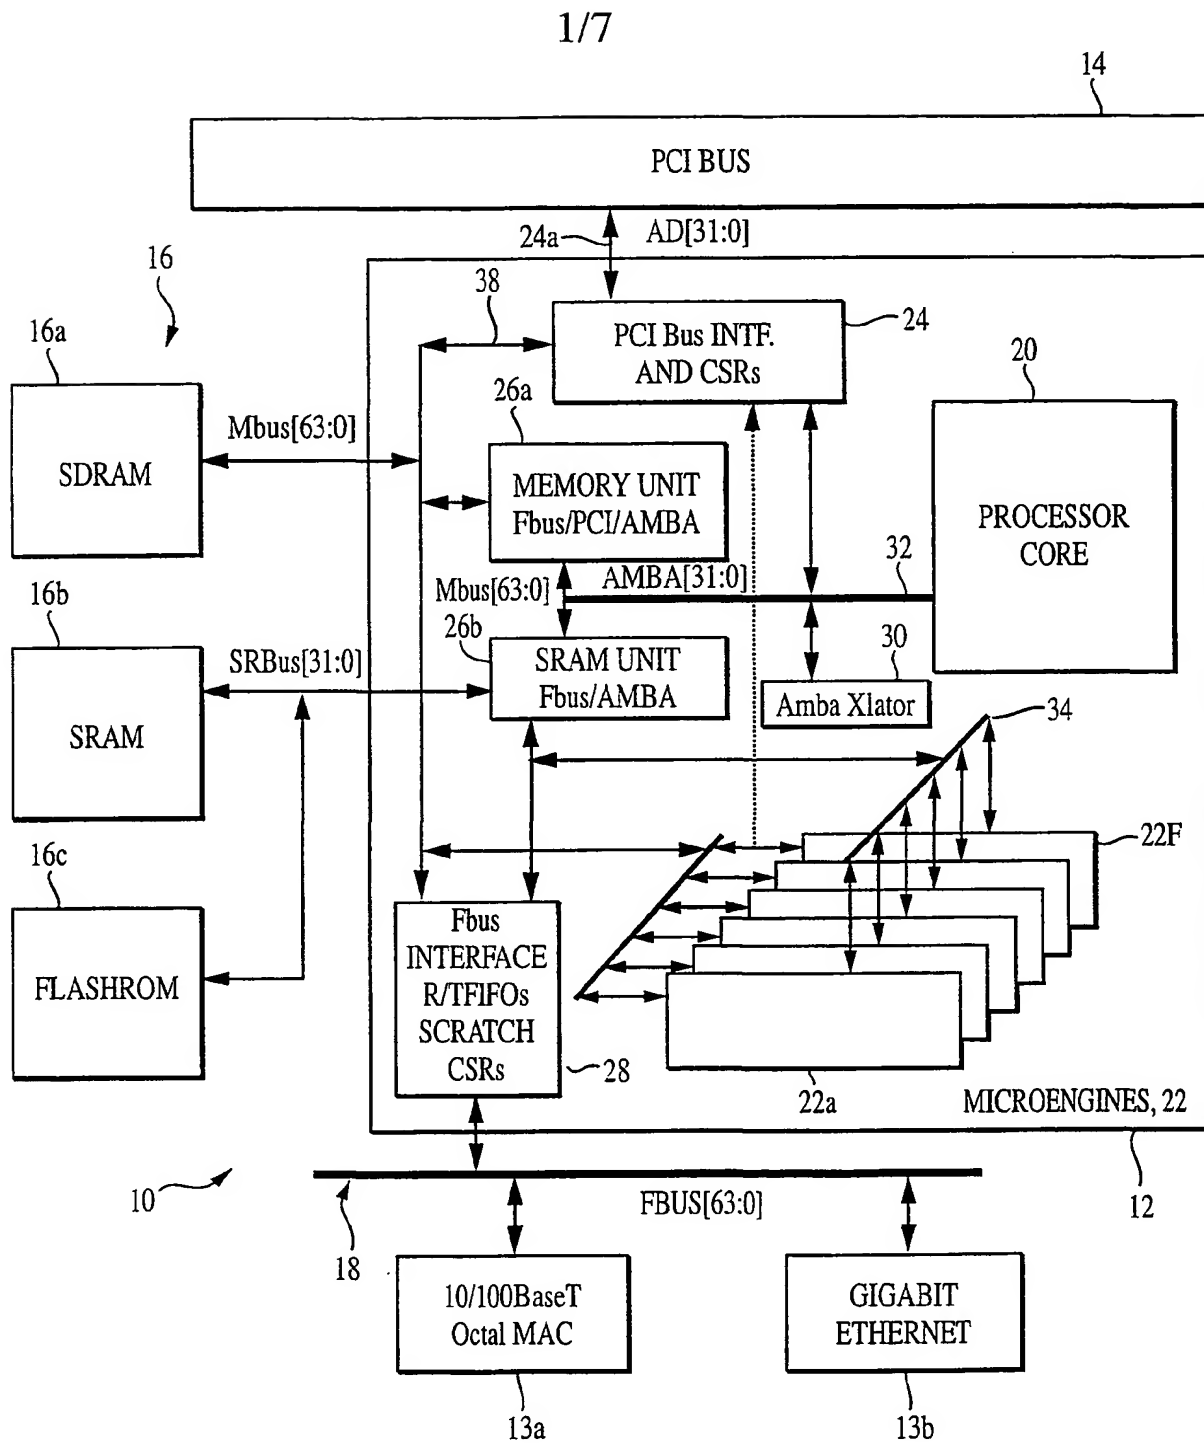 1/7
14
PCI BUS
24a
AD[31:0]
16
38
PCI Bus INTF.
AND CSRs
24
16a
20
26a
Mbus[63:0]
SDRAM
MEMORY UNIT
Fbus/PCI/AMBA
PROCESSOR
CORE
32
AMBA[31:0]
Mbus[63:0]
16b
26b
SRBus[31:0]
SRAM UNIT
Fbus/AMBA
30
Amba Xlator
34
SRAM
22F
16c
Fbus
INTERFACE
R/TFIFOs
SCRATCH
CSRs
FLASHROM
28
22a
MICROENGINES, 22
10
18
FBUS[63:0]
12
10/100BaseT
Octal MAC
GIGABIT
ETHERNET
13a
13b